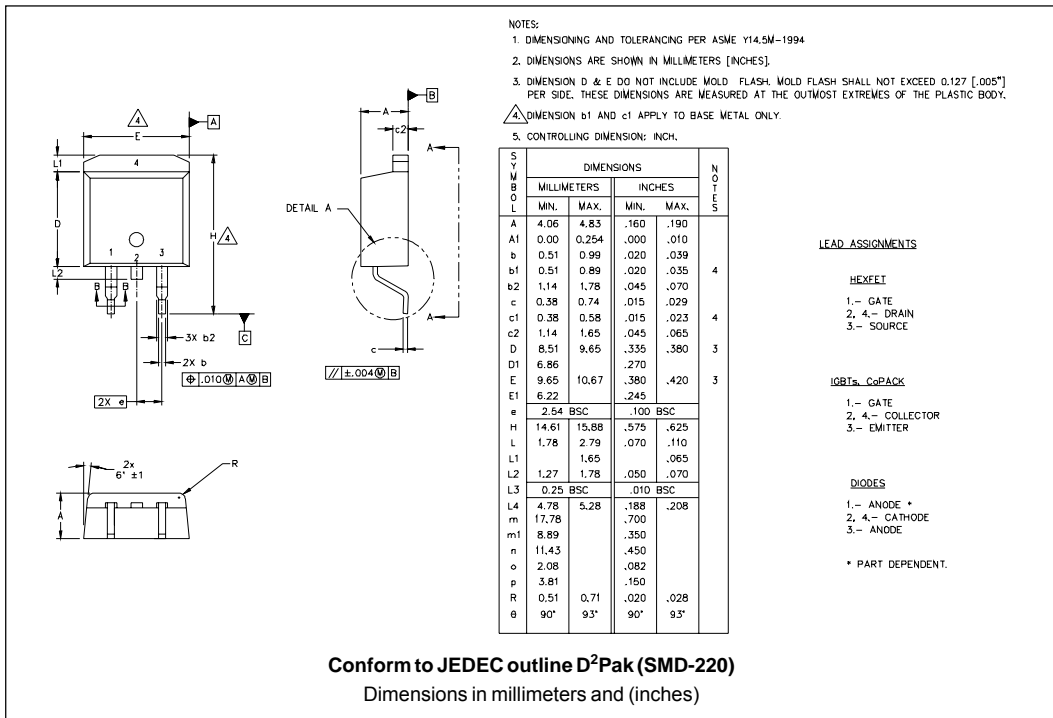 NOTES:
1. DIMENSIONING AND TOLERANCING PER ASME Y14.5M-1994
2. DIMENSIONS ARE SHOWN IN MILLIMETERS [INCHES].
3. DIMENSION D & E DO NOT INCLUDE MOLD FLASH. MOLD FLASH SHALL NOT EXCEED 0.127 [.005"]
PER SIDE. THESE DIMENSIONS ARE MEASURED AT THE OUTMOST EXTREMES OF THE PLASTIC BODY.
4. DIMENSION b1 AND c1 APPLY TO BASE METAL ONLY.
5. CONTROLLING DIMENSION: INCH.
4
A
E
L1
4
D
H 4
1 2 3
L2
B B
C
3X b2
2X b
⌖ .010 Ⓜ A Ⓜ B
2X e
A
B
c2
A
DETAIL A
A
c
// ±.004 Ⓜ B
2x
6° ±1
R
A
SYMBOL DIMENSIONS NOTES
MILLIMETERS INCHES
MIN. MAX. MIN. MAX.
A 4.06 4.83 .160 .190
A1 0.00 0.254 .000 .010
b 0.51 0.99 .020 .039
b1 0.51 0.89 .020 .035 4
b2 1.14 1.78 .045 .070
c 0.38 0.74 .015 .029
c1 0.38 0.58 .015 .023 4
c2 1.14 1.65 .045 .065
D 8.51 9.65 .335 .380 3
D1 6.86 .270
E 9.65 10.67 .380 .420 3
E1 6.22 .245
e 2.54 BSC .100 BSC
H 14.61 15.88 .575 .625
L 1.78 2.79 .070 .110
L1 1.65 .065
L2 1.27 1.78 .050 .070
L3 0.25 BSC .010 BSC
L4 4.78 5.28 .188 .208
m 17.78 .700
m1 8.89 .350
n 11.43 .450
o 2.08 .082
p 3.81 .150
R 0.51 0.71 .020 .028
θ 90° 93° 90° 93°
LEAD ASSIGNMENTS
HEXFET
1.- GATE
2, 4.- DRAIN
3.- SOURCE
IGBTs, CoPACK
1.- GATE
2, 4.- COLLECTOR
3.- EMITTER
DIODES
1.- ANODE *
2, 4.- CATHODE
3.- ANODE
* PART DEPENDENT.
Conform to JEDEC outline D²Pak (SMD-220)
Dimensions in millimeters and (inches)